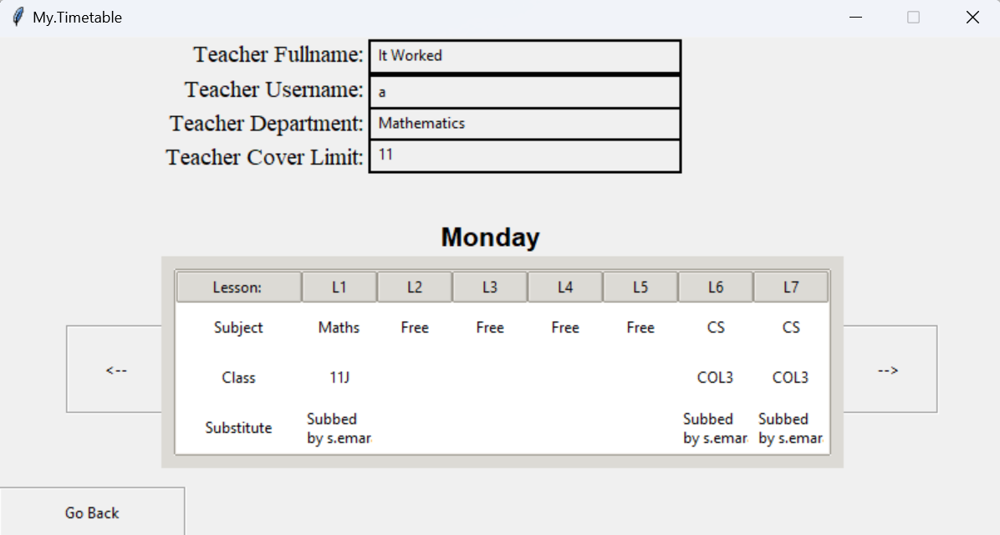 My.Timetable
Teacher Fullname: It Worked
Teacher Username: a
Teacher Department: Mathematics
Teacher Cover Limit: 11
Monday
Lesson: L1 L2 L3 L4 L5 L6 L7
Subject Maths Free Free Free Free CS CS
Class 11J COL3 COL3
Substitute Subbed by s.emar Subbed by s.emar Subbed by s.emar
<--
-->
Go Back